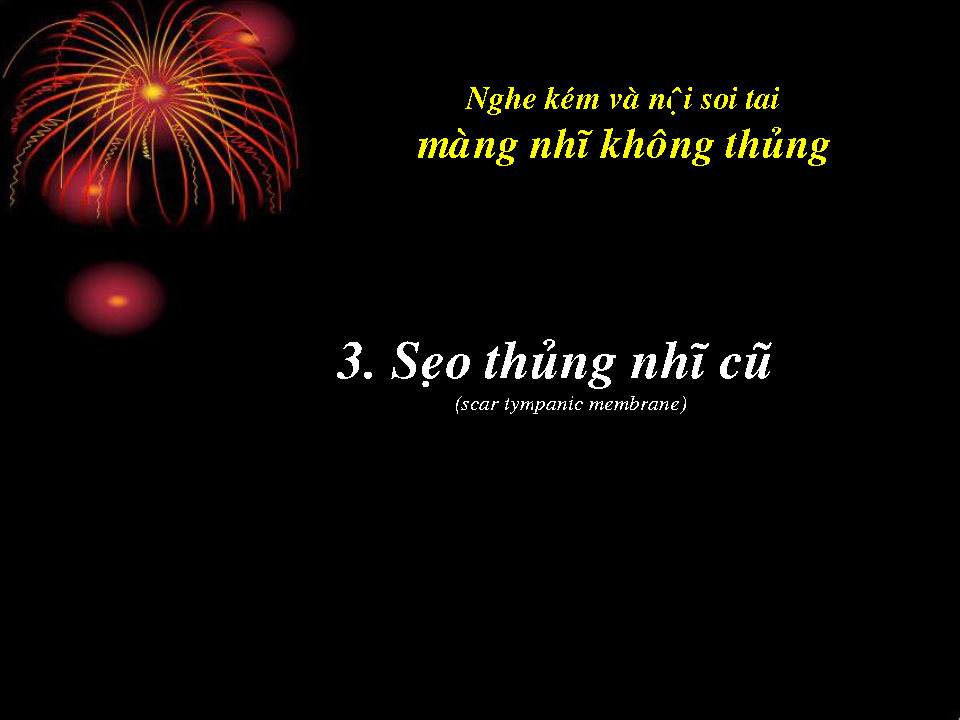 Nghe kém và nội soi tai
màng nhĩ không thủng
3. Sẹo thủng nhĩ cũ
(scar tympanic membrane)